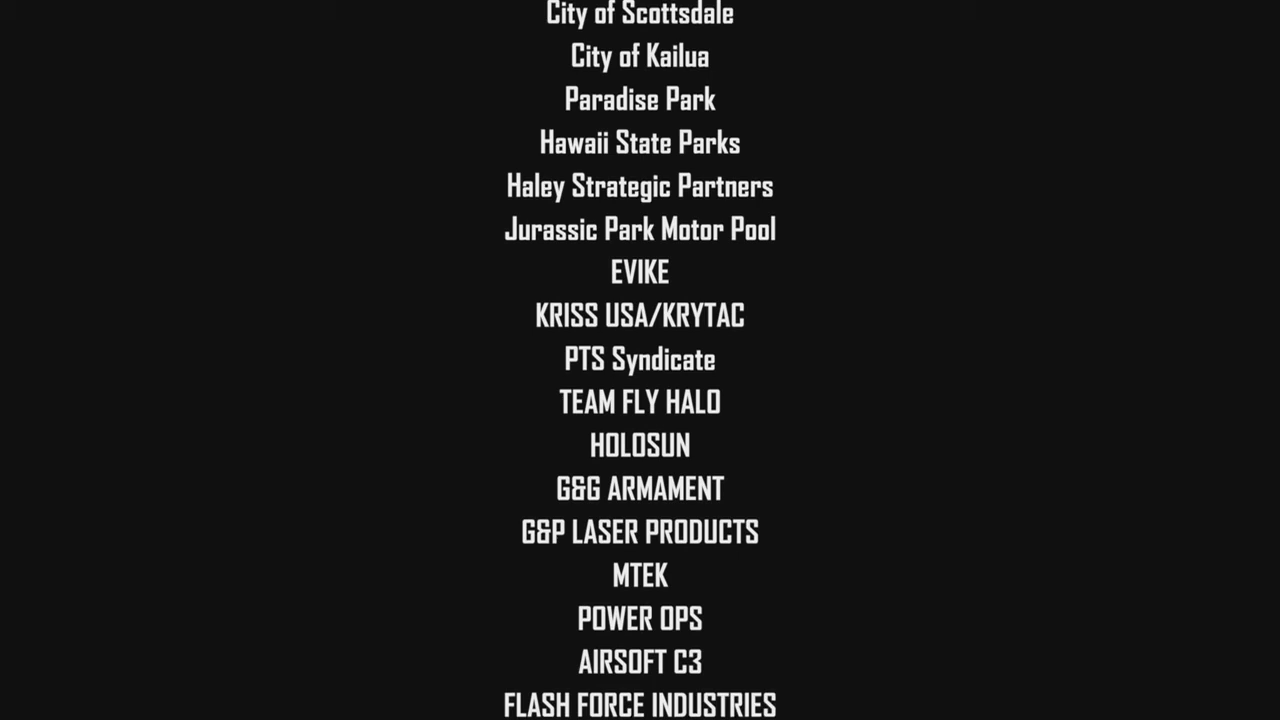 City of Scottsdale
City of Kailua
Paradise Park
Hawaii State Parks
Haley Strategic Partners
Jurassic Park Motor Pool
EVIKE
KRISS USA/KRYTAC
PTS Syndicate
TEAM FLY HALO
HOLOSUN
G&G ARMAMENT
G&P LASER PRODUCTS
MTEK
POWER OPS
AIRSOFT C3
FLASH FORCE INDUSTRIES